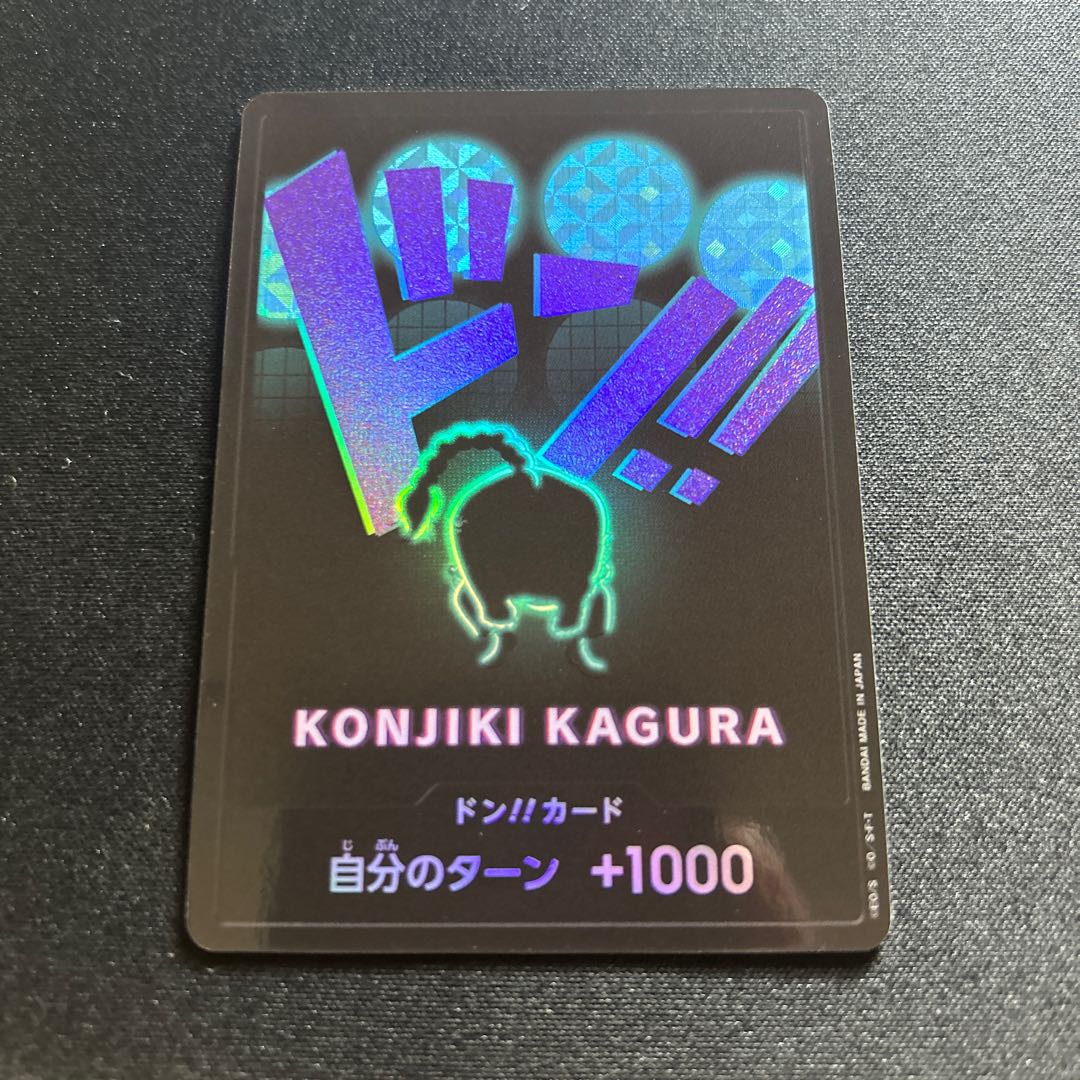 ドン!!
KONJIKI KAGURA
ドン!!カード
自分のターン +1000
じ ぶん
©E.O/S ©O/S･F･T BANDAI MADE IN JAPAN